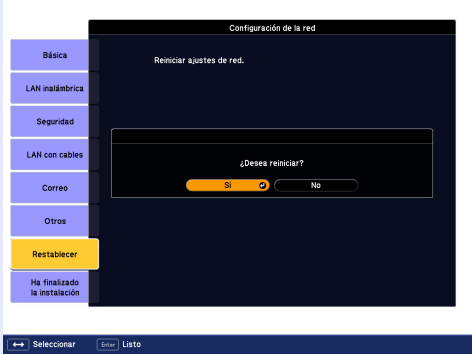 Configuración de la red
Básica
Reiniciar ajustes de red.
LAN inalámbrica
Seguridad
LAN con cables
¿Desea reiniciar?
Sí
No
Correo
Otros
Restablecer
Ha finalizado
la instalación
Seleccionar
Enter Listo